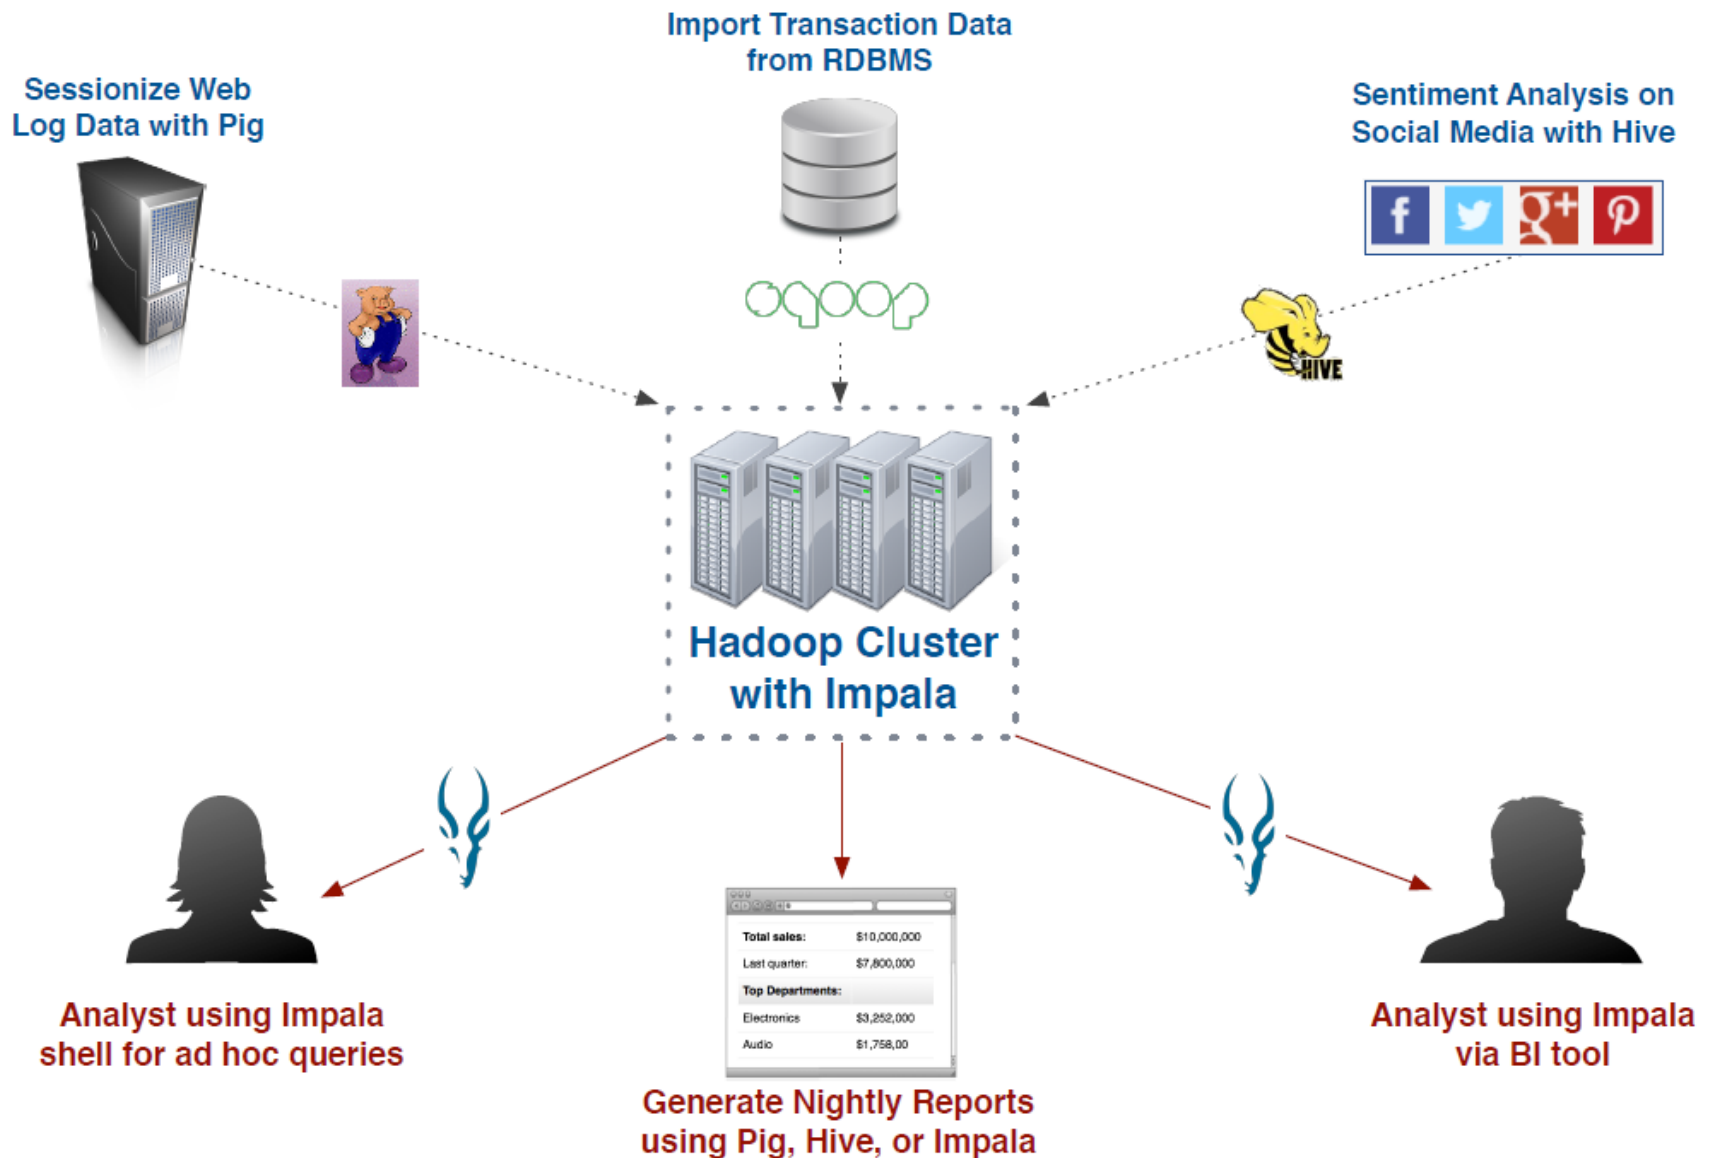 Import Transaction Data
from RDBMS
Sessionize Web
Log Data with Pig
Sentiment Analysis on
Social Media with Hive
f
g+
sqoop
HIVE
Hadoop Cluster
with Impala
Total sales: $10,000,000
Last quarter: $7,800,000
Top Departments:
Electronics $3,252,000
Audio $1,758,00
Analyst using Impala
shell for ad hoc queries
Analyst using Impala
via BI tool
Generate Nightly Reports
using Pig, Hive, or Impala